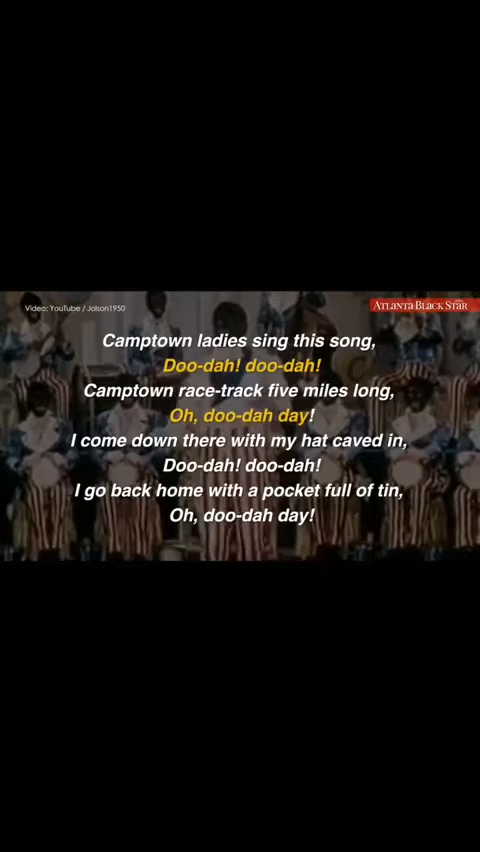 Video: YouTube / Jolson1950
ATLANTA BLACK STAR
Camptown ladies sing this song,
Doo-dah! doo-dah!
Camptown race-track five miles long,
Oh, doo-dah day!
I come down there with my hat caved in,
Doo-dah! doo-dah!
I go back home with a pocket full of tin,
Oh, doo-dah day!